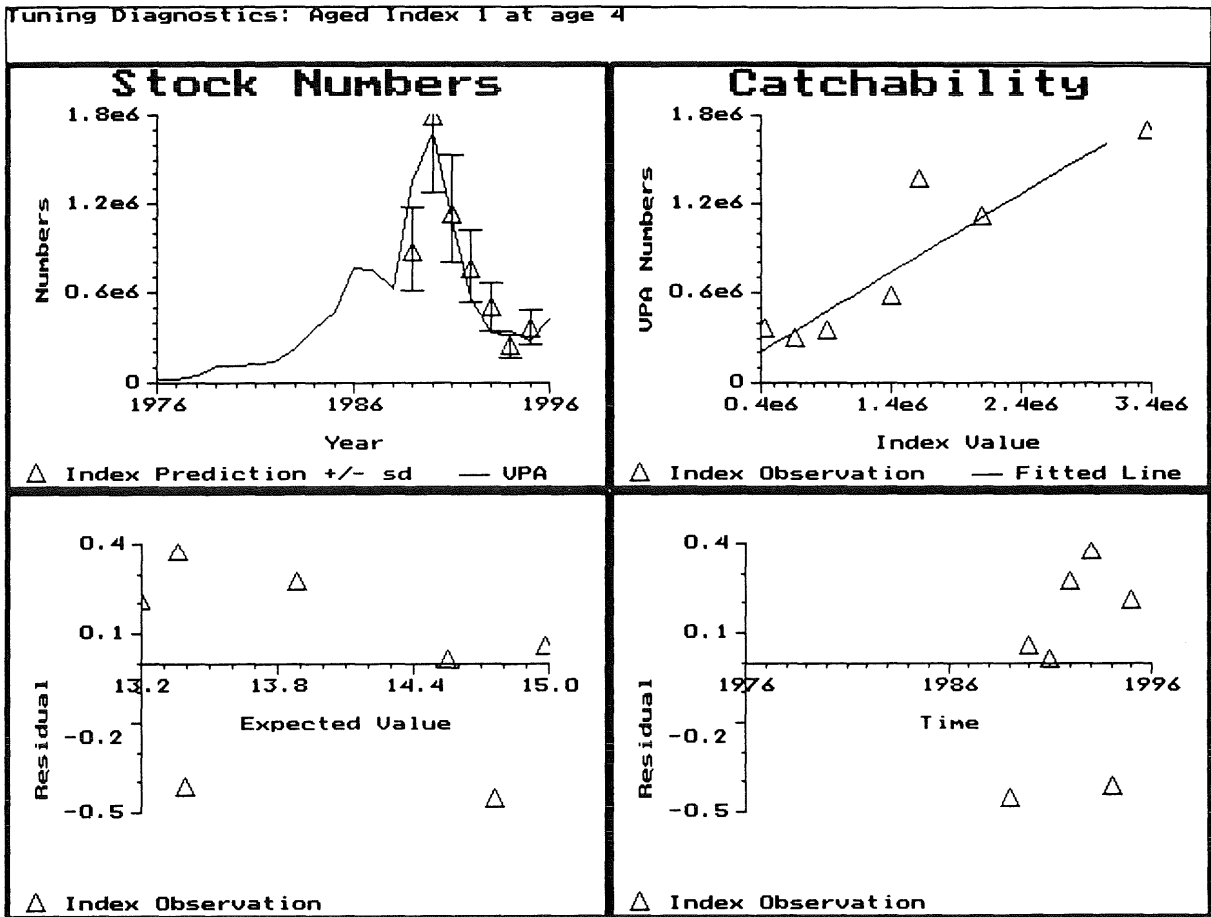 Tuning Diagnostics: Aged Index 1 at age 4
Stock Numbers
1.8e6
1.2e6
0.6e6
0
Numbers
1976 1986 1996
Year
△ Index Prediction +/- sd — VPA
Catchability
1.8e6
1.2e6
0.6e6
0
VPA Numbers
0.4e6 1.4e6 2.4e6 3.4e6
Index Value
△ Index Observation — Fitted Line
0.4
0.1
-0.2
-0.5
Residual
13.2 13.8 14.4 15.0
Expected Value
△ Index Observation
0.4
0.1
-0.2
-0.5
Residual
1976 1986 1996
Time
△ Index Observation